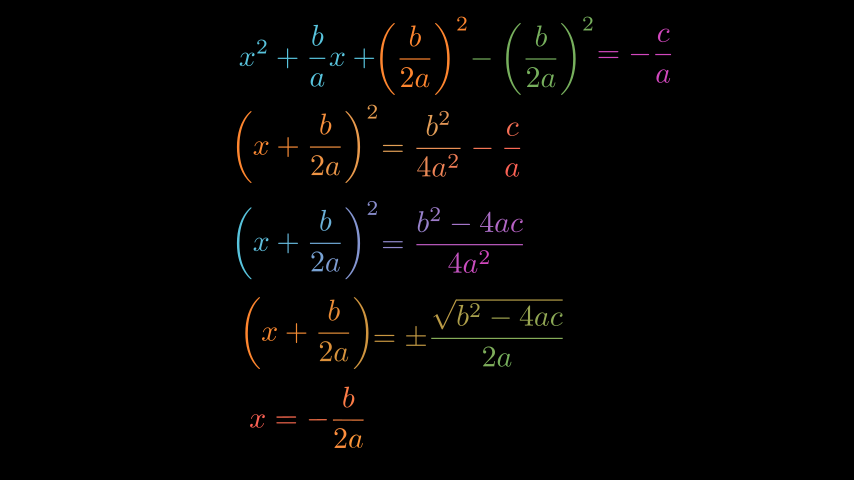 x² + b/a x + (b/2a)² − (b/2a)² = − c/a
(x + b/2a)² = b²/4a² − c/a
(x + b/2a)² = b² − 4ac/4a²
(x + b/2a) = ± √b² − 4ac/2a
x = − b/2a